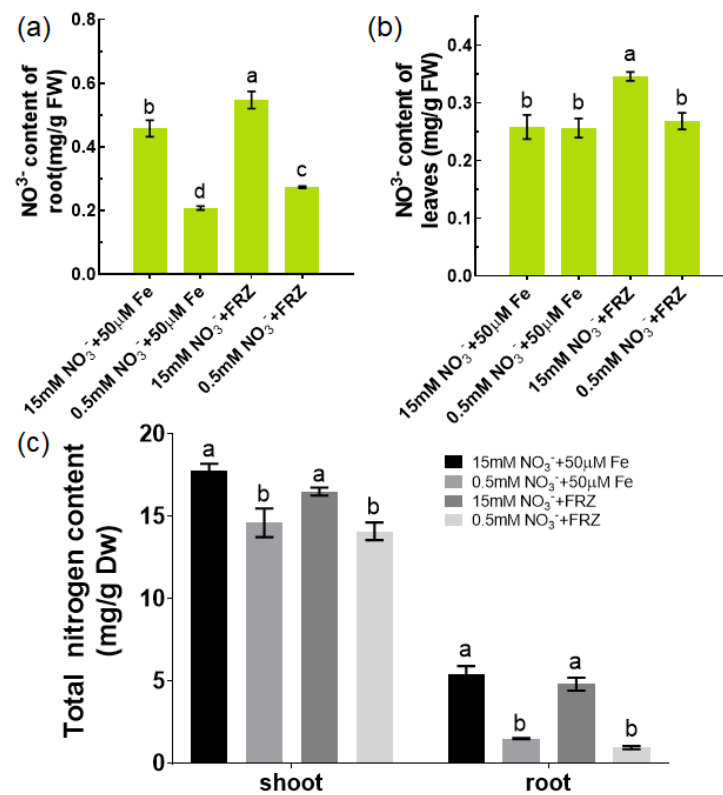 (a)
NO³⁻ content of
root(mg/g FW)
0.8
0.6
0.4
0.2
0.0
b
d
a
c
15mM NO₃⁻+50μM Fe
0.5mM NO₃⁻+50μM Fe
15mM NO₃⁻+FRZ
0.5mM NO₃⁻+FRZ
(b)
NO³⁻ content of
leaves (mg/g FW)
0.4
0.3
0.2
0.1
0.0
b
b
a
b
15mM NO₃⁻+50μM Fe
0.5mM NO₃⁻+50μM Fe
15mM NO₃⁻+FRZ
0.5mM NO₃⁻+FRZ
(c)
Total nitrogen content
(mg/g Dw)
20
15
10
5
0
a
b
a
b
a
b
a
b
15mM NO₃⁻+50μM Fe
0.5mM NO₃⁻+50μM Fe
15mM NO₃⁻+FRZ
0.5mM NO₃⁻+FRZ
shoot
root